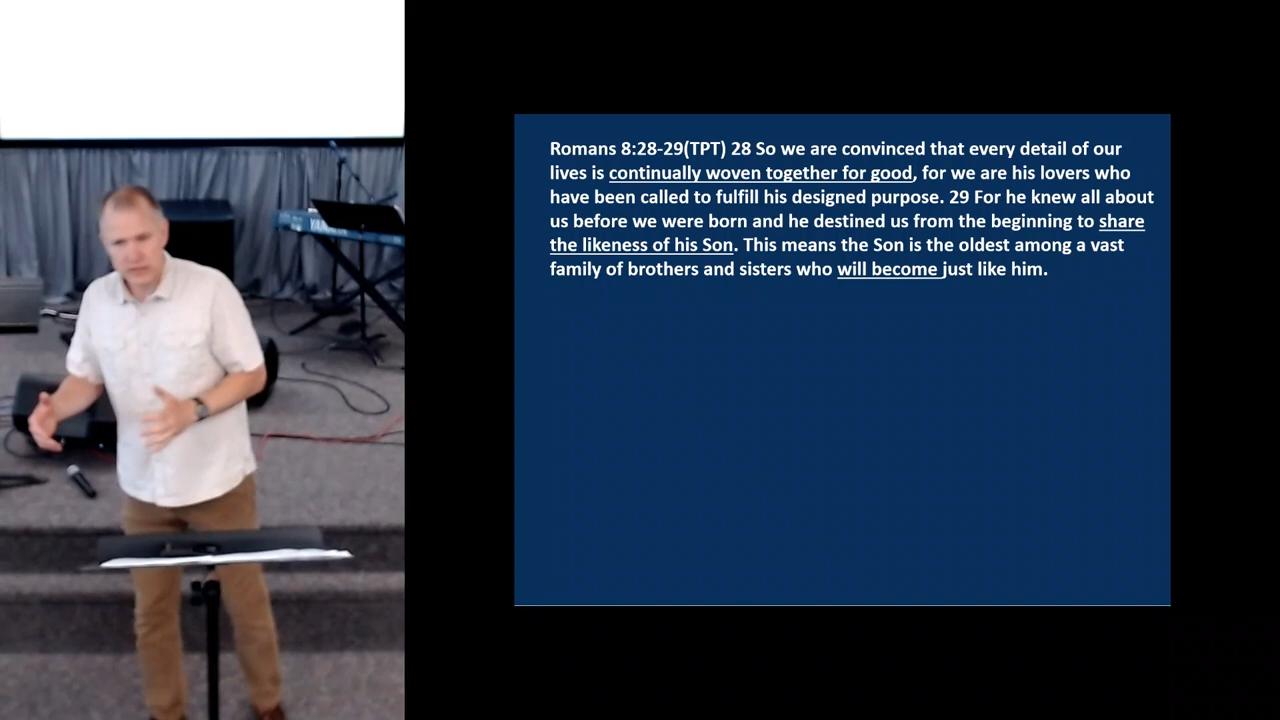 Romans 8:28-29(TPT) 28 So we are convinced that every detail of our
lives is continually woven together for good, for we are his lovers who
have been called to fulfill his designed purpose. 29 For he knew all about
us before we were born and he destined us from the beginning to share
the likeness of his Son. This means the Son is the oldest among a vast
family of brothers and sisters who will become just like him.